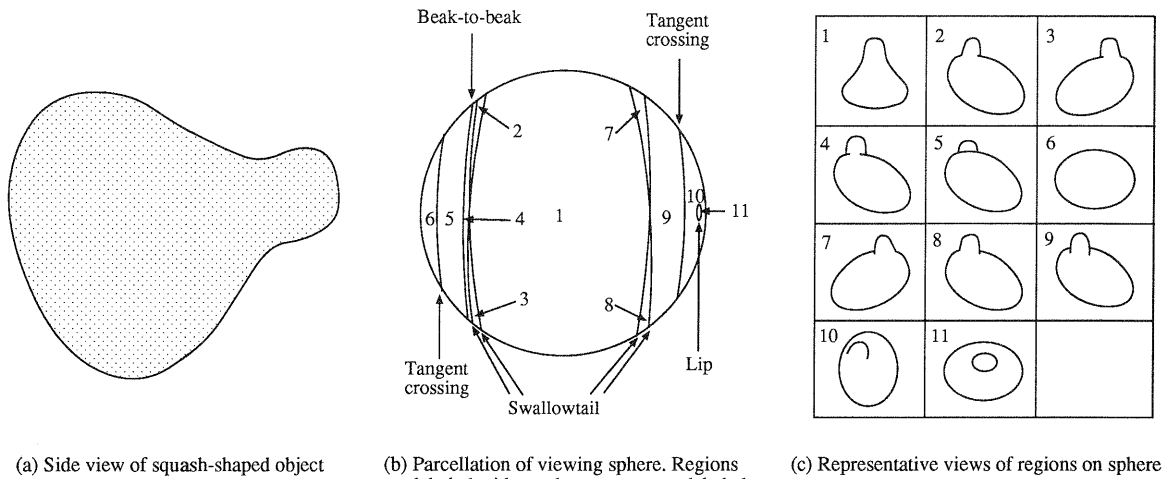 Beak-to-beak
Tangent
crossing
2
7
6
5
4
1
9
10
11
3
8
Tangent
crossing
Lip
Swallowtail
1
2
3
4
5
6
7
8
9
10
11
(a) Side view of squash-shaped object
(b) Parcellation of viewing sphere. Regions
(c) Representative views of regions on sphere